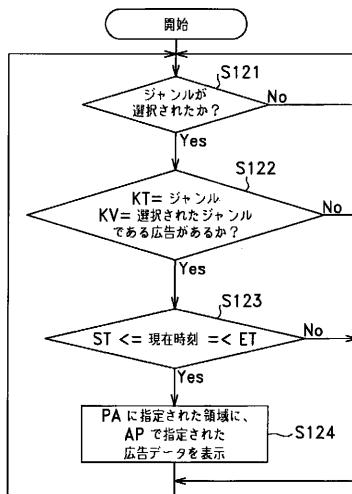 開始
S121
ジャンルが
選択されたか？
No
Yes
S122
KT= ジャンル
KV= 選択されたジャンル
である広告があるか？
No
Yes
S123
ST <= 現在時刻 =< ET
No
Yes
PA に指定された領域に、
AP で指定された
広告データを表示
S124